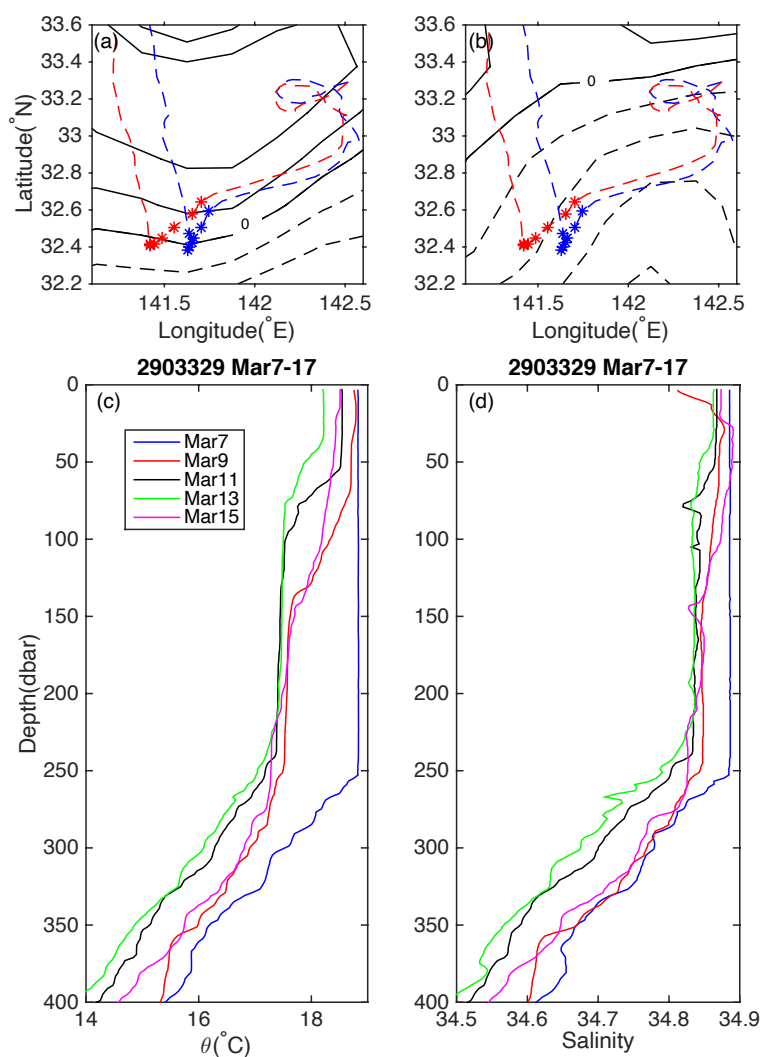 33.6 33.6
(a) (b)
33.4 33.4
33.2 33.2
0
33 33
32.8 32.8
32.6 32.6
0
32.4 32.4
32.2 32.2
Latitude(°N)
141.5 142 142.5 141.5 142 142.5
Longitude(°E) Longitude(°E)
2903329 Mar7-17 2903329 Mar7-17
0 0
(c) (d)
Mar7
50 50
Mar9
Mar11
Mar13
100 100
Mar15
150 150
200 200
Depth(dbar)
250 250
300 300
350 350
400 400
14 16 18 34.5 34.6 34.7 34.8 34.9
θ(°C) Salinity